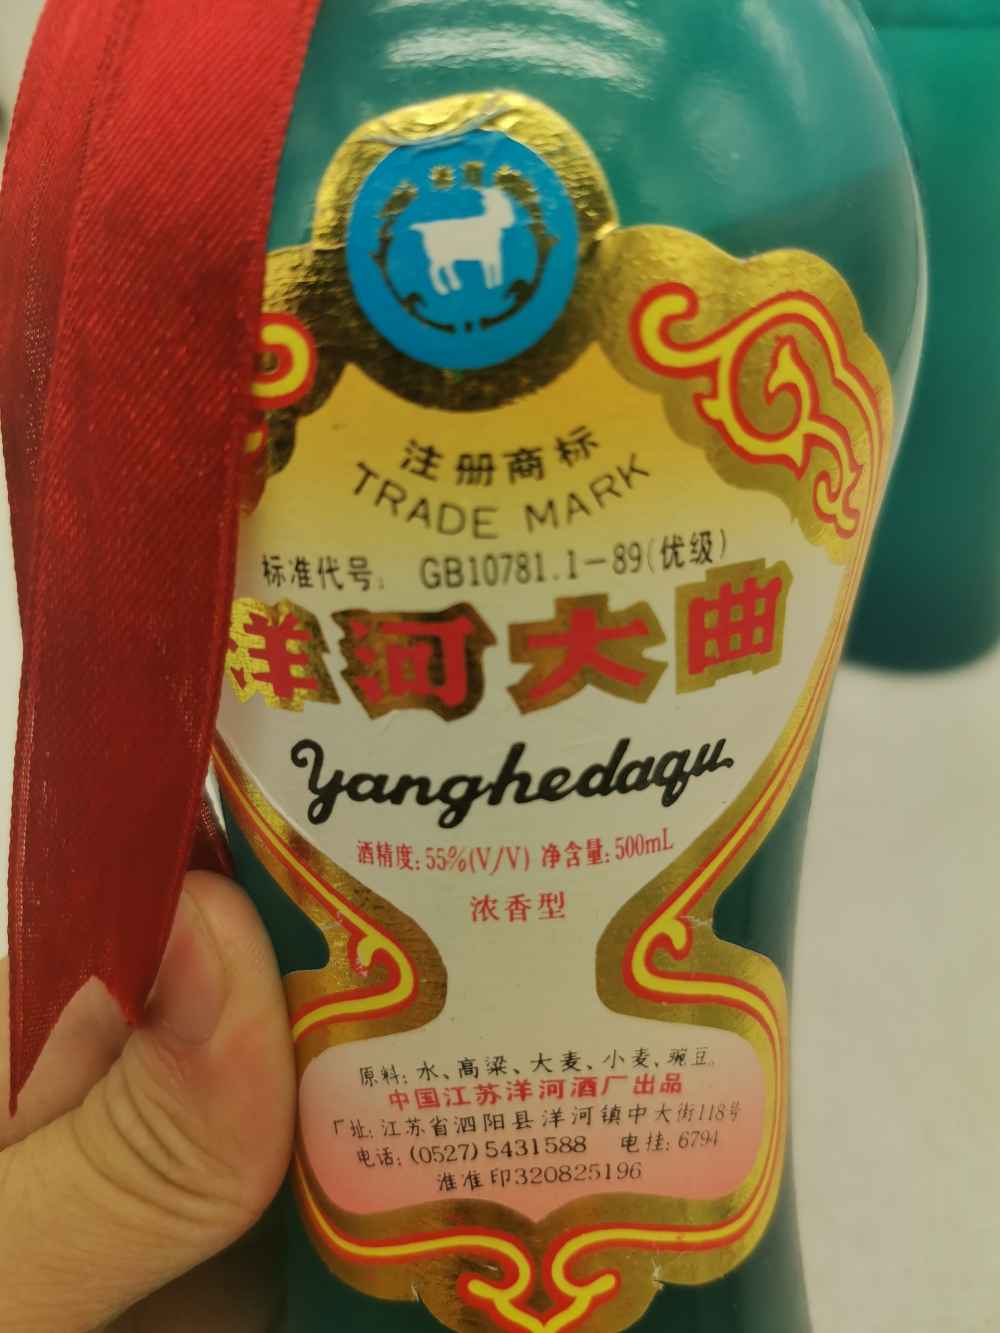 注册商标
TRADE MARK
标准代号: GB10781.1-89(优级)
洋河大曲
Yanghedaqu
酒精度:55%(V/V) 净含量:500mL
浓香型
原料:水、高粱、大麦、小麦、豌豆。
中国江苏洋河酒厂出品
厂址:江苏省泗阳县洋河镇中大街118号
电话:(0527)5431588 电挂:6794
淮准印320825196